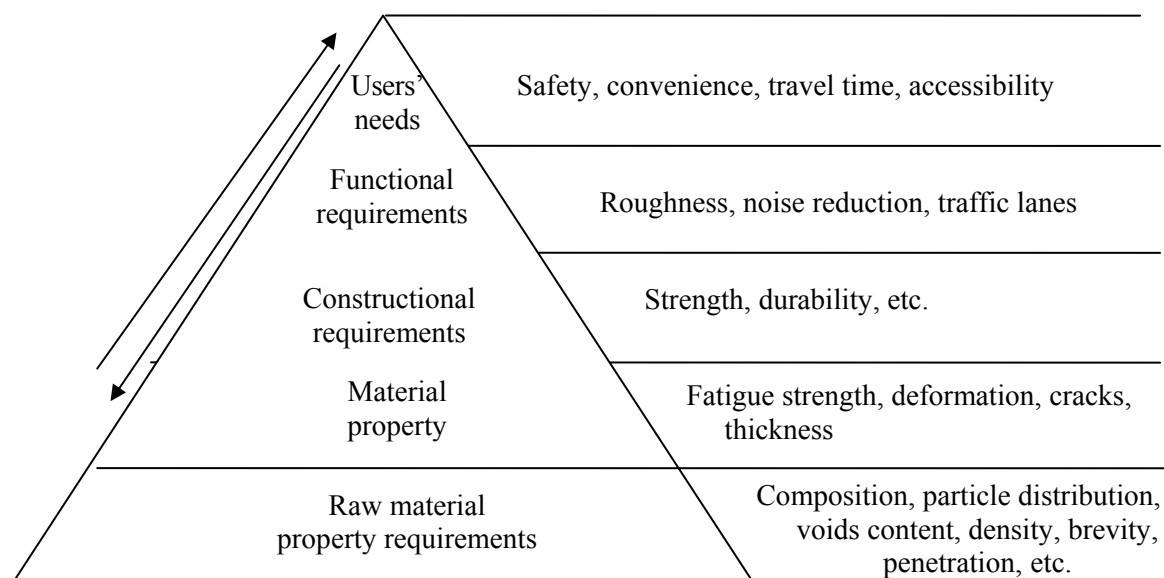 Users’
needs
Safety, convenience, travel time, accessibility
Functional
requirements
Roughness, noise reduction, traffic lanes
Constructional
requirements
Strength, durability, etc.
Material
property
Fatigue strength, deformation, cracks,
thickness
Raw material
property requirements
Composition, particle distribution,
voids content, density, brevity,
penetration, etc.